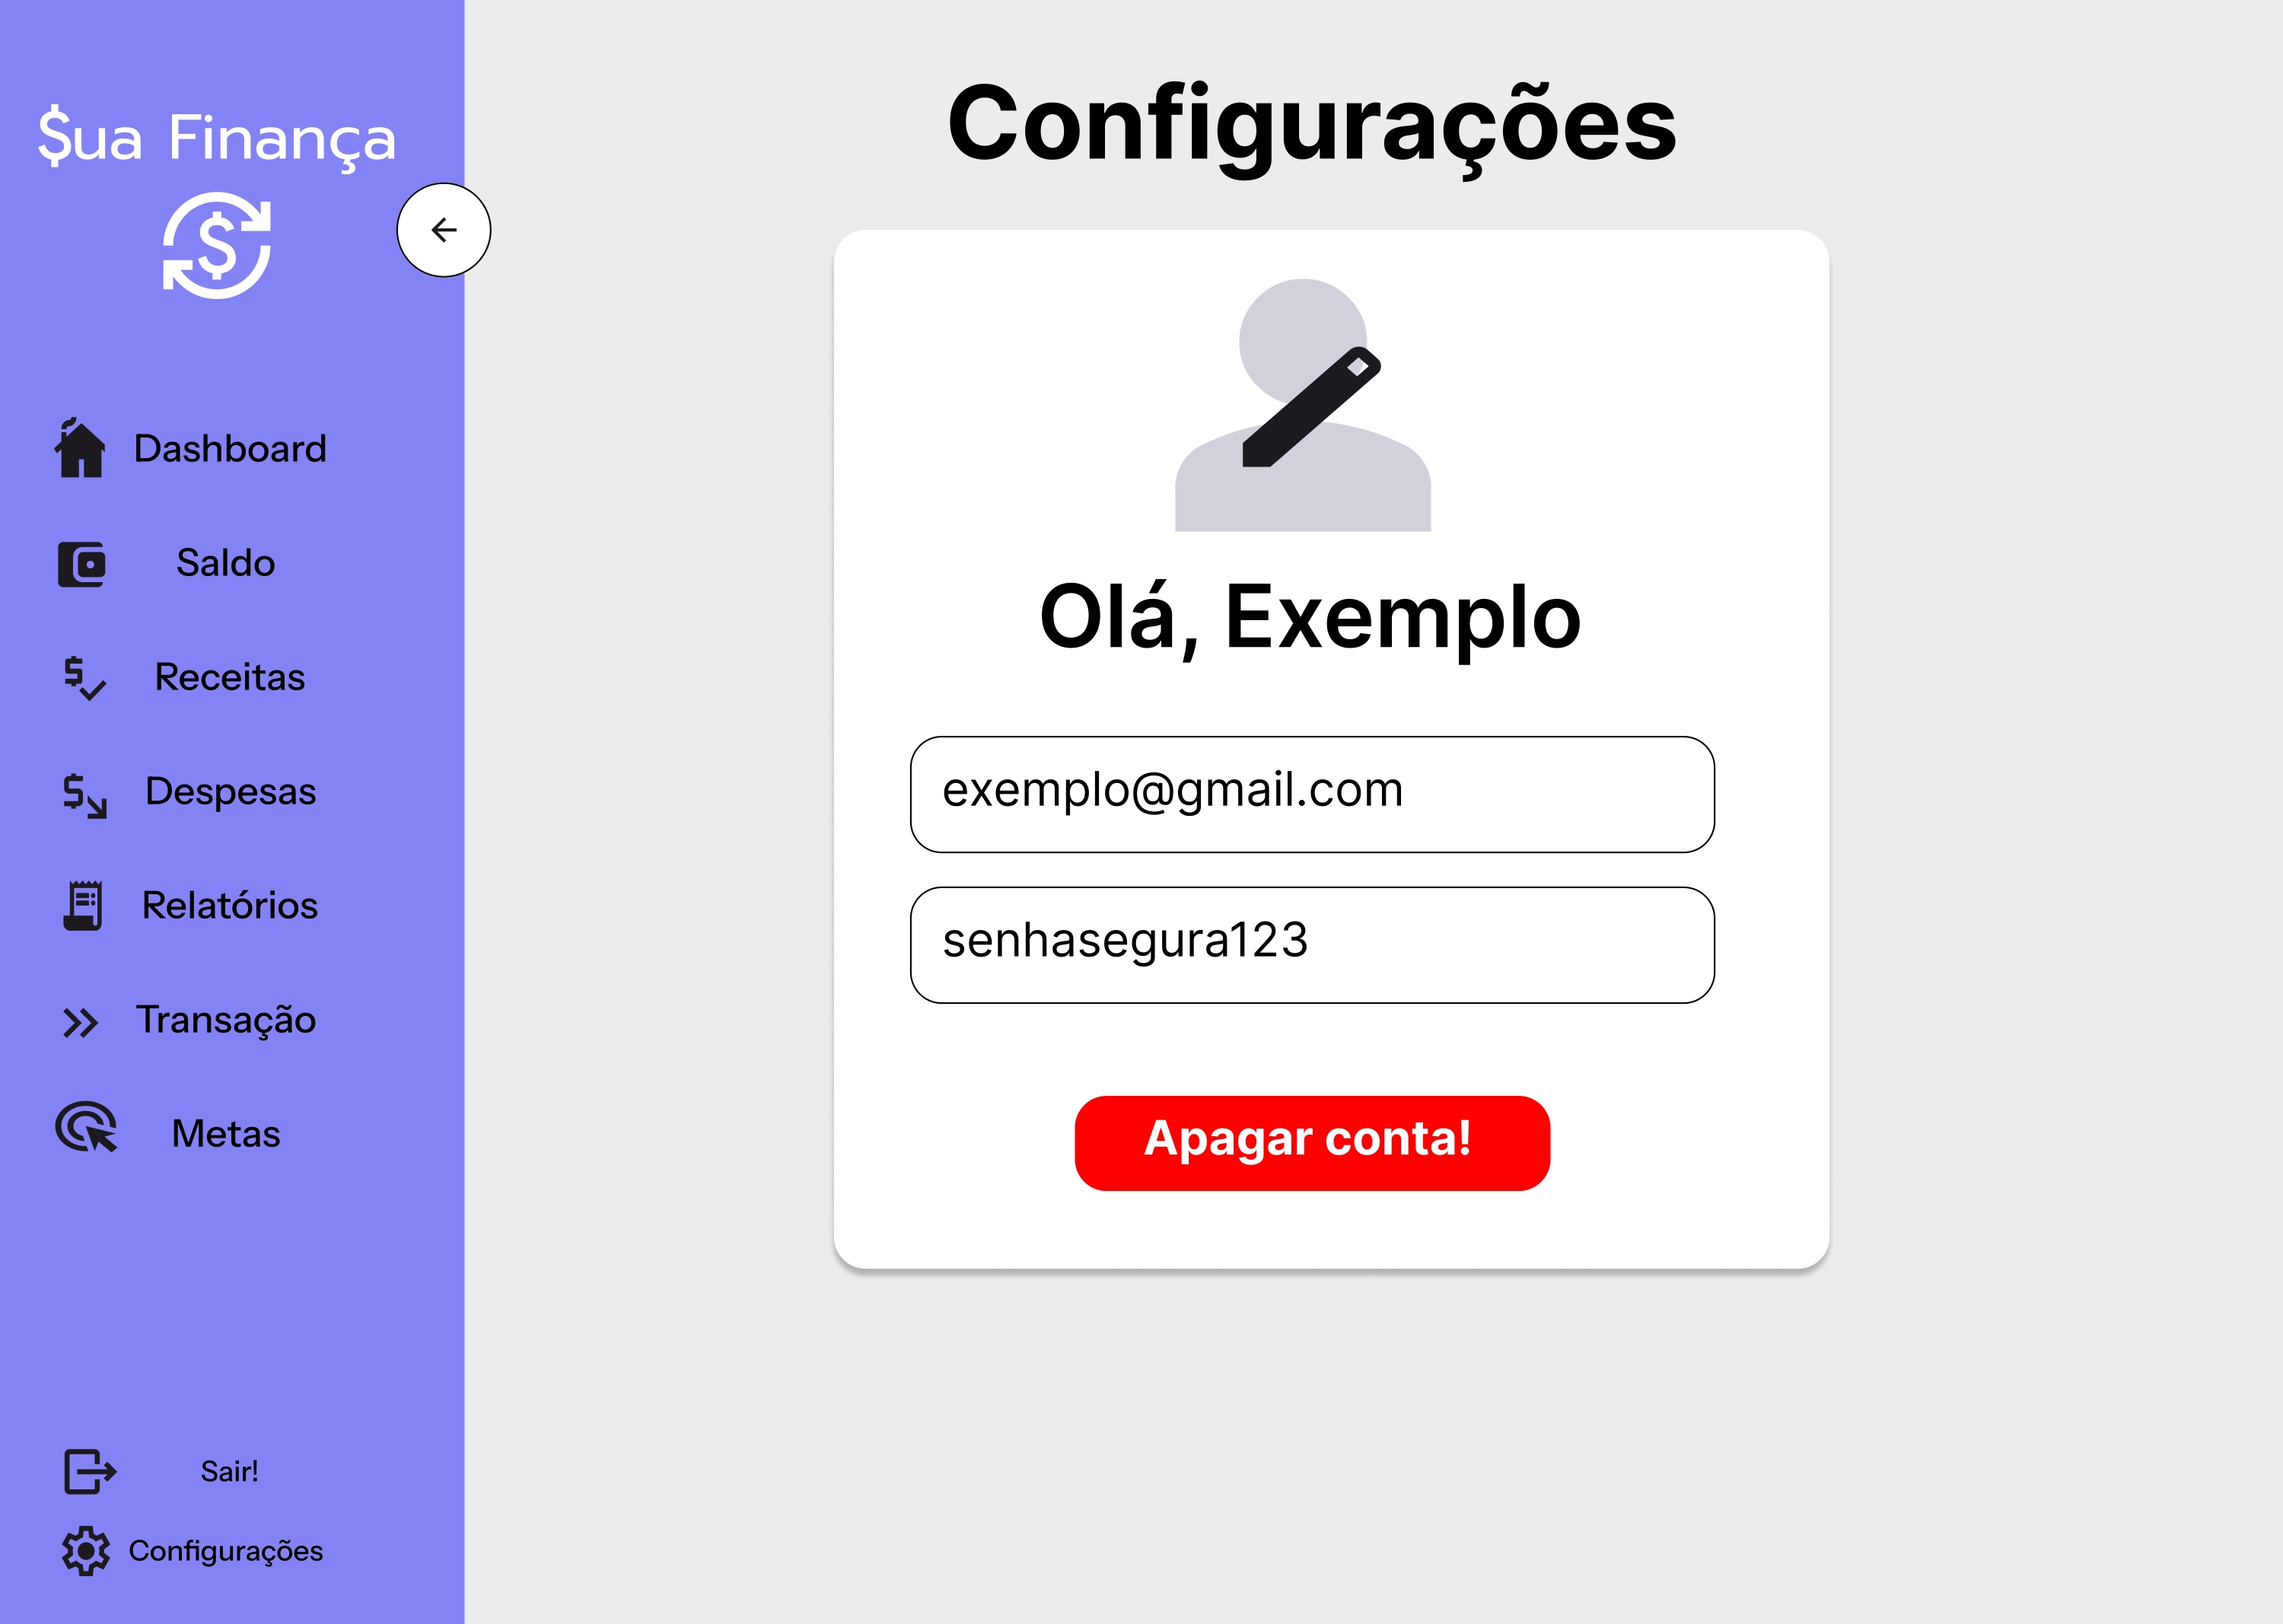 $ua Finança
Dashboard
Saldo
Receitas
Despesas
Relatórios
Transação
Metas
Sair!
Configurações
Configurações
Olá, Exemplo
exemplo@gmail.com
senhasegura123
Apagar conta!